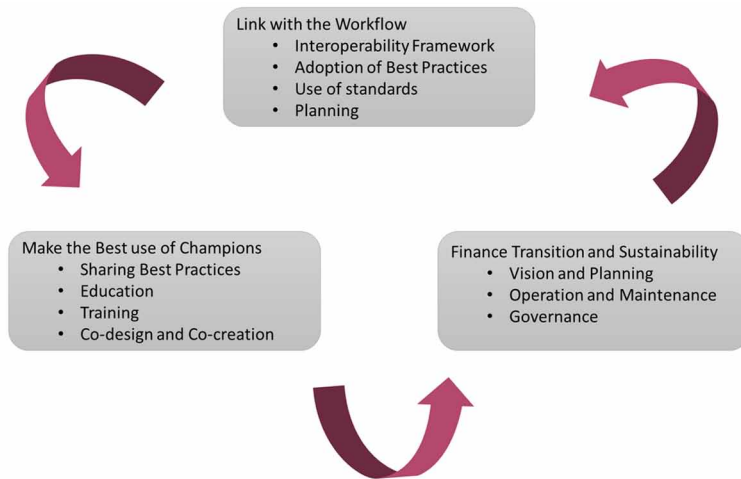 Link with the Workflow
• Interoperability Framework
• Adoption of Best Practices
• Use of standards
• Planning
Make the Best use of Champions
• Sharing Best Practices
• Education
• Training
• Co-design and Co-creation
Finance Transition and Sustainability
• Vision and Planning
• Operation and Maintenance
• Governance